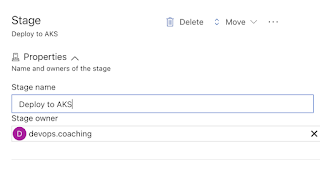 Stage
Delete
Move
Deploy to AKS
Properties
Name and owners of the stage
Stage name
Deploy to AKS
Stage owner
D
devops.coaching